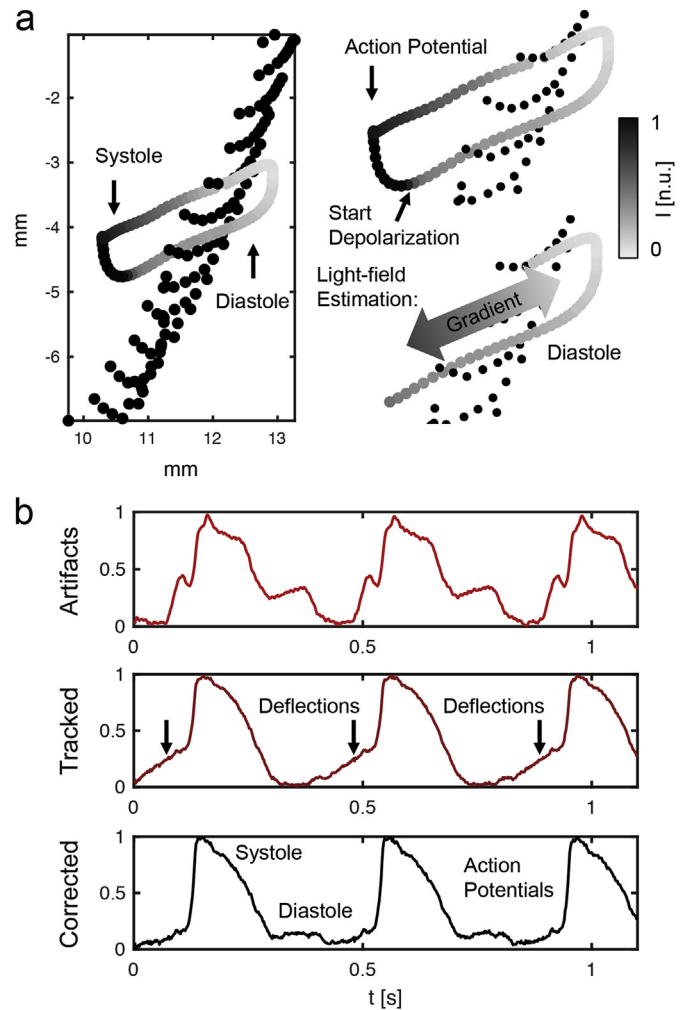 a
-2
-3
-4
-5
-6
mm
10
11
12
13
mm
Systole
Diastole
Action Potential
Start
Depolarization
Light-field
Estimation:
Gradient
Diastole
1
0
I [n.u.]
b
Artifacts
1
0.5
0
0
0.5
1
Tracked
1
0.5
0
Deflections
Deflections
0
0.5
1
Corrected
1
0.5
0
Systole
Diastole
Action
Potentials
0
0.5
1
t [s]